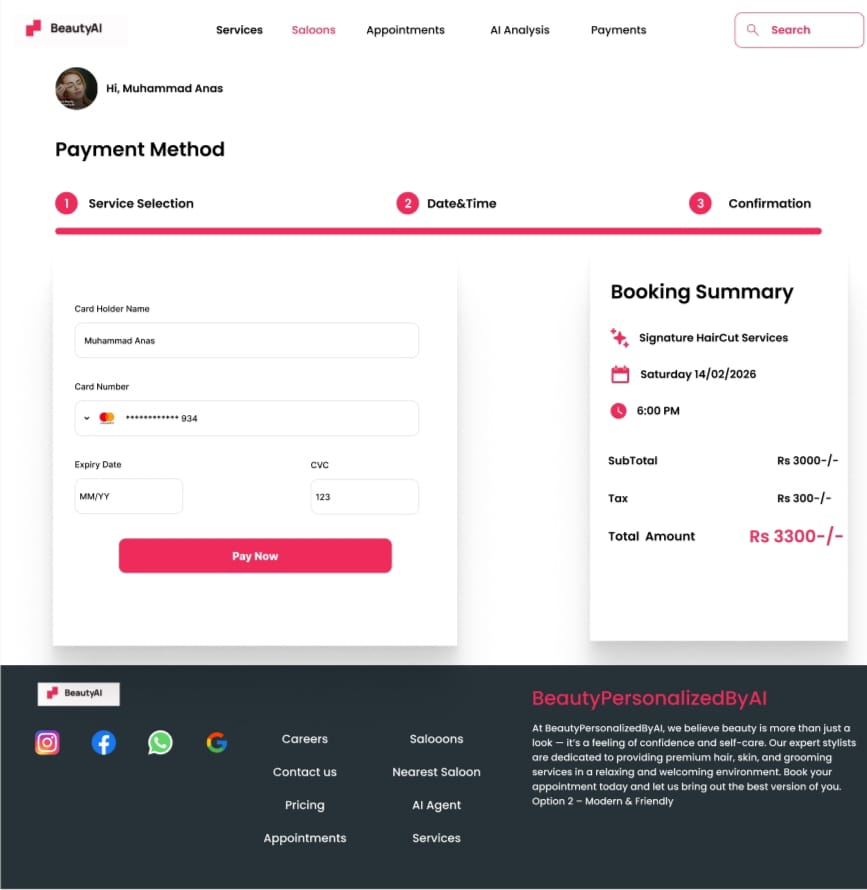 BeautyAI
Services
Saloons
Appointments
AI Analysis
Payments
Search
Hi, Muhammad Anas
Payment Method
1 Service Selection
2 Date&Time
3 Confirmation
Card Holder Name
Muhammad Anas
Card Number
************ 934
Expiry Date
CVC
MM/YY
123
Pay Now
Booking Summary
Signature HairCut Services
Saturday 14/02/2026
6:00 PM
SubTotal Rs 3000-/-
Tax Rs 300-/-
Total Amount Rs 3300-/-
BeautyAI
Careers
Contact us
Pricing
Appointments
Salooons
Nearest Saloon
AI Agent
Services
BeautyPersonalizedByAI
At BeautyPersonalizedByAI, we believe beauty is more than just a
look — it's a feeling of confidence and self-care. Our expert stylists
are dedicated to providing premium hair, skin, and grooming
services in a relaxing and welcoming environment. Book your
appointment today and let us bring out the best version of you.
Option 2 – Modern & Friendly